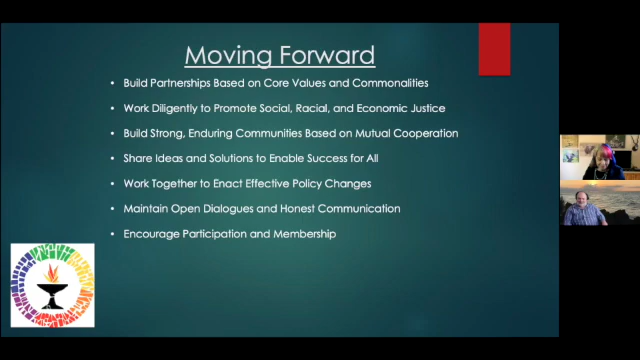 Moving Forward
• Build Partnerships Based on Core Values and Commonalities
• Work Diligently to Promote Social, Racial, and Economic Justice
• Build Strong, Enduring Communities Based on Mutual Cooperation
• Share Ideas and Solutions to Enable Success for All
• Work Together to Enact Effective Policy Changes
• Maintain Open Dialogues and Honest Communication
• Encourage Participation and Membership